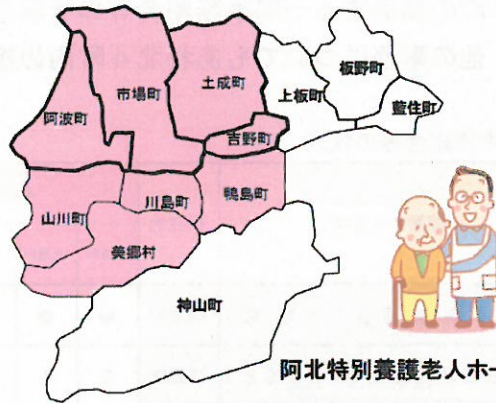 板野町
土成町
上板町
市場町
藍住町
阿波町
吉野町
鴨島町
川島町
山川町
美郷村
神山町
阿北特別養護老人ホー